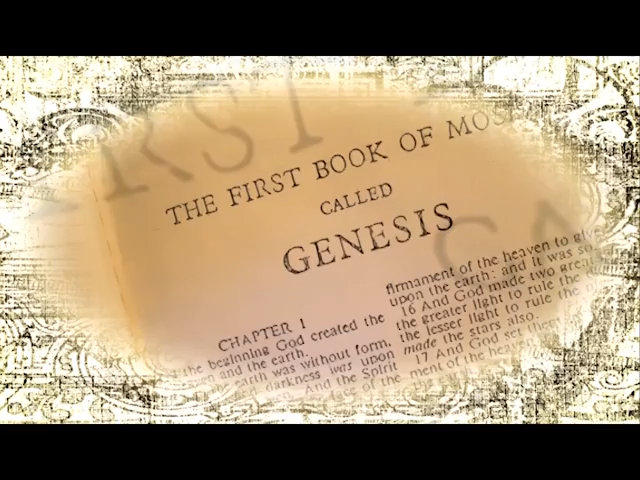 THE FIRST BOOK OF MOS
CALLED
GENESIS
CHAPTER 1
the beginning God created the
and the earth.
earth was without form,
darkness was upon
And the Spirit
of the
firmament of the heaven to give
upon the earth: and it was so.
16 And God made two great
the greater light to rule the
the lesser light to rule the
made the stars also.
17 And God set them
ment of the heaven